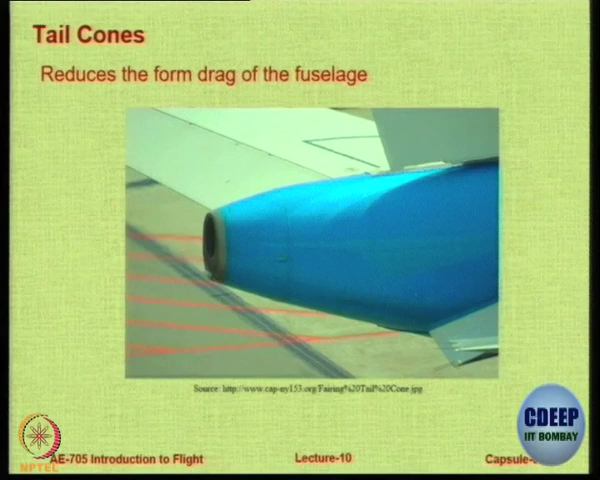 Tail Cones
Reduces the form drag of the fuselage
Source: http://www.cap-ny153.org/Fairing%20Tail%20Cone.jpg
CDEEP
IIT BOMBAY
NPTEL
AE-705 Introduction to Flight
Lecture-10
Capsule-